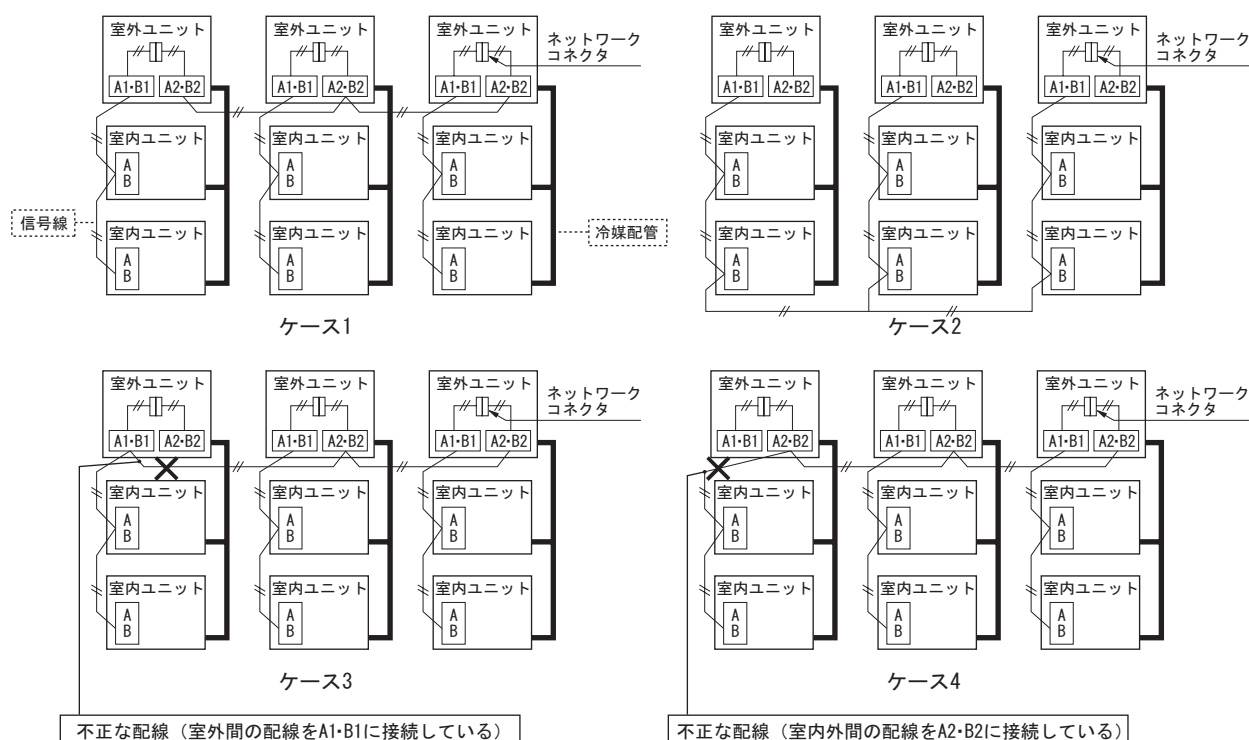 室外ユニット 室外ユニット 室外ユニット ネットワーク
コネクタ
A1・B1 A2・B2 A1・B1 A2・B2 A1・B1 A2・B2
室内ユニット 室内ユニット 室内ユニット
A
B
A
B
A
B
信号線
冷媒配管
室内ユニット 室内ユニット 室内ユニット
A
B
A
B
A
B
ケース1
室外ユニット 室外ユニット 室外ユニット ネットワーク
コネクタ
A1・B1 A2・B2 A1・B1 A2・B2 A1・B1 A2・B2
室内ユニット 室内ユニット 室内ユニット
A
B
A
B
A
B
室内ユニット 室内ユニット 室内ユニット
A
B
A
B
A
B
ケース2
室外ユニット 室外ユニット 室外ユニット ネットワーク
コネクタ
A1・B1 A2・B2 A1・B1 A2・B2 A1・B1 A2・B2
室内ユニット 室内ユニット 室内ユニット
A
B
A
B
A
B
室内ユニット 室内ユニット 室内ユニット
A
B
A
B
A
B
ケース3
不正な配線（室外間の配線をA1・B1に接続している）
室外ユニット 室外ユニット 室外ユニット ネットワーク
コネクタ
A1・B1 A2・B2 A1・B1 A2・B2 A1・B1 A2・B2
室内ユニット 室内ユニット 室内ユニット
A
B
A
B
A
B
室内ユニット 室内ユニット 室内ユニット
A
B
A
B
A
B
ケース4
不正な配線（室内外間の配線をA2・B2に接続している）